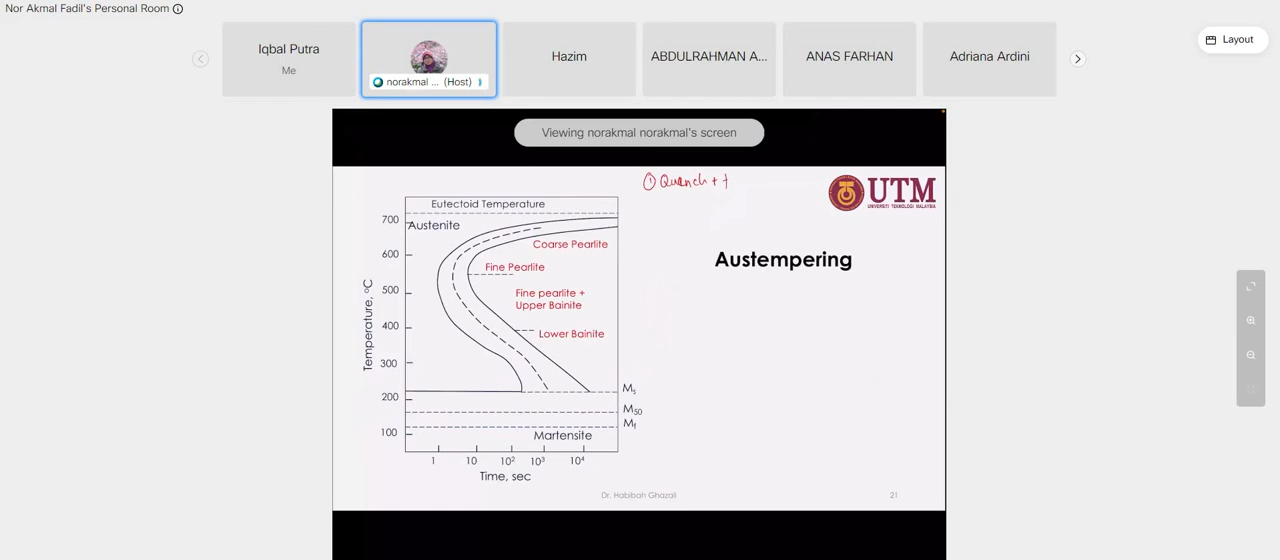 Nor Akmal Fadil's Personal Room
Iqbal Putra
Me
norakmal ... (Host)
Hazim
ABDULRAHMAN A...
ANAS FARHAN
Adriana Ardini
Layout
Viewing norakmal norakmal's screen
① Quench + t
UTM
UNIVERSITI TEKNOLOGI MALAYSIA
Austempering
Eutectoid Temperature
700
Austenite
Coarse Pearlite
600
Fine Pearlite
500
Fine pearlite +
Upper Bainite
400
Lower Bainite
300
200
100
Temperature, °C
Ms
M50
Mf
Martensite
1 10 10² 10³ 10⁴
Time, sec
Dr. Habibah Ghazali
21